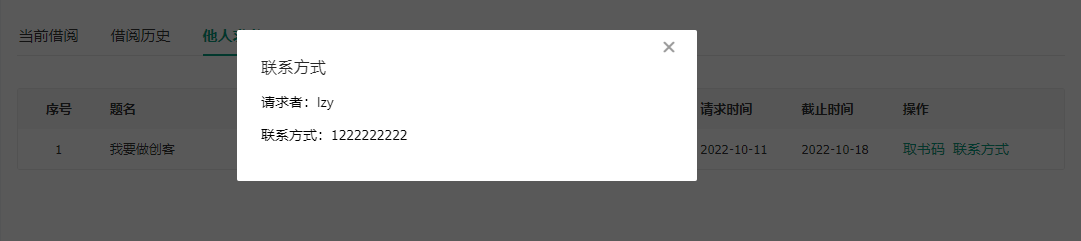 当前借阅 借阅历史 他人
联系方式
请求者：lzy
联系方式：1222222222
序号 题名 请求时间 截止时间 操作
1 我要做创客 2022-10-11 2022-10-18 取书码 联系方式